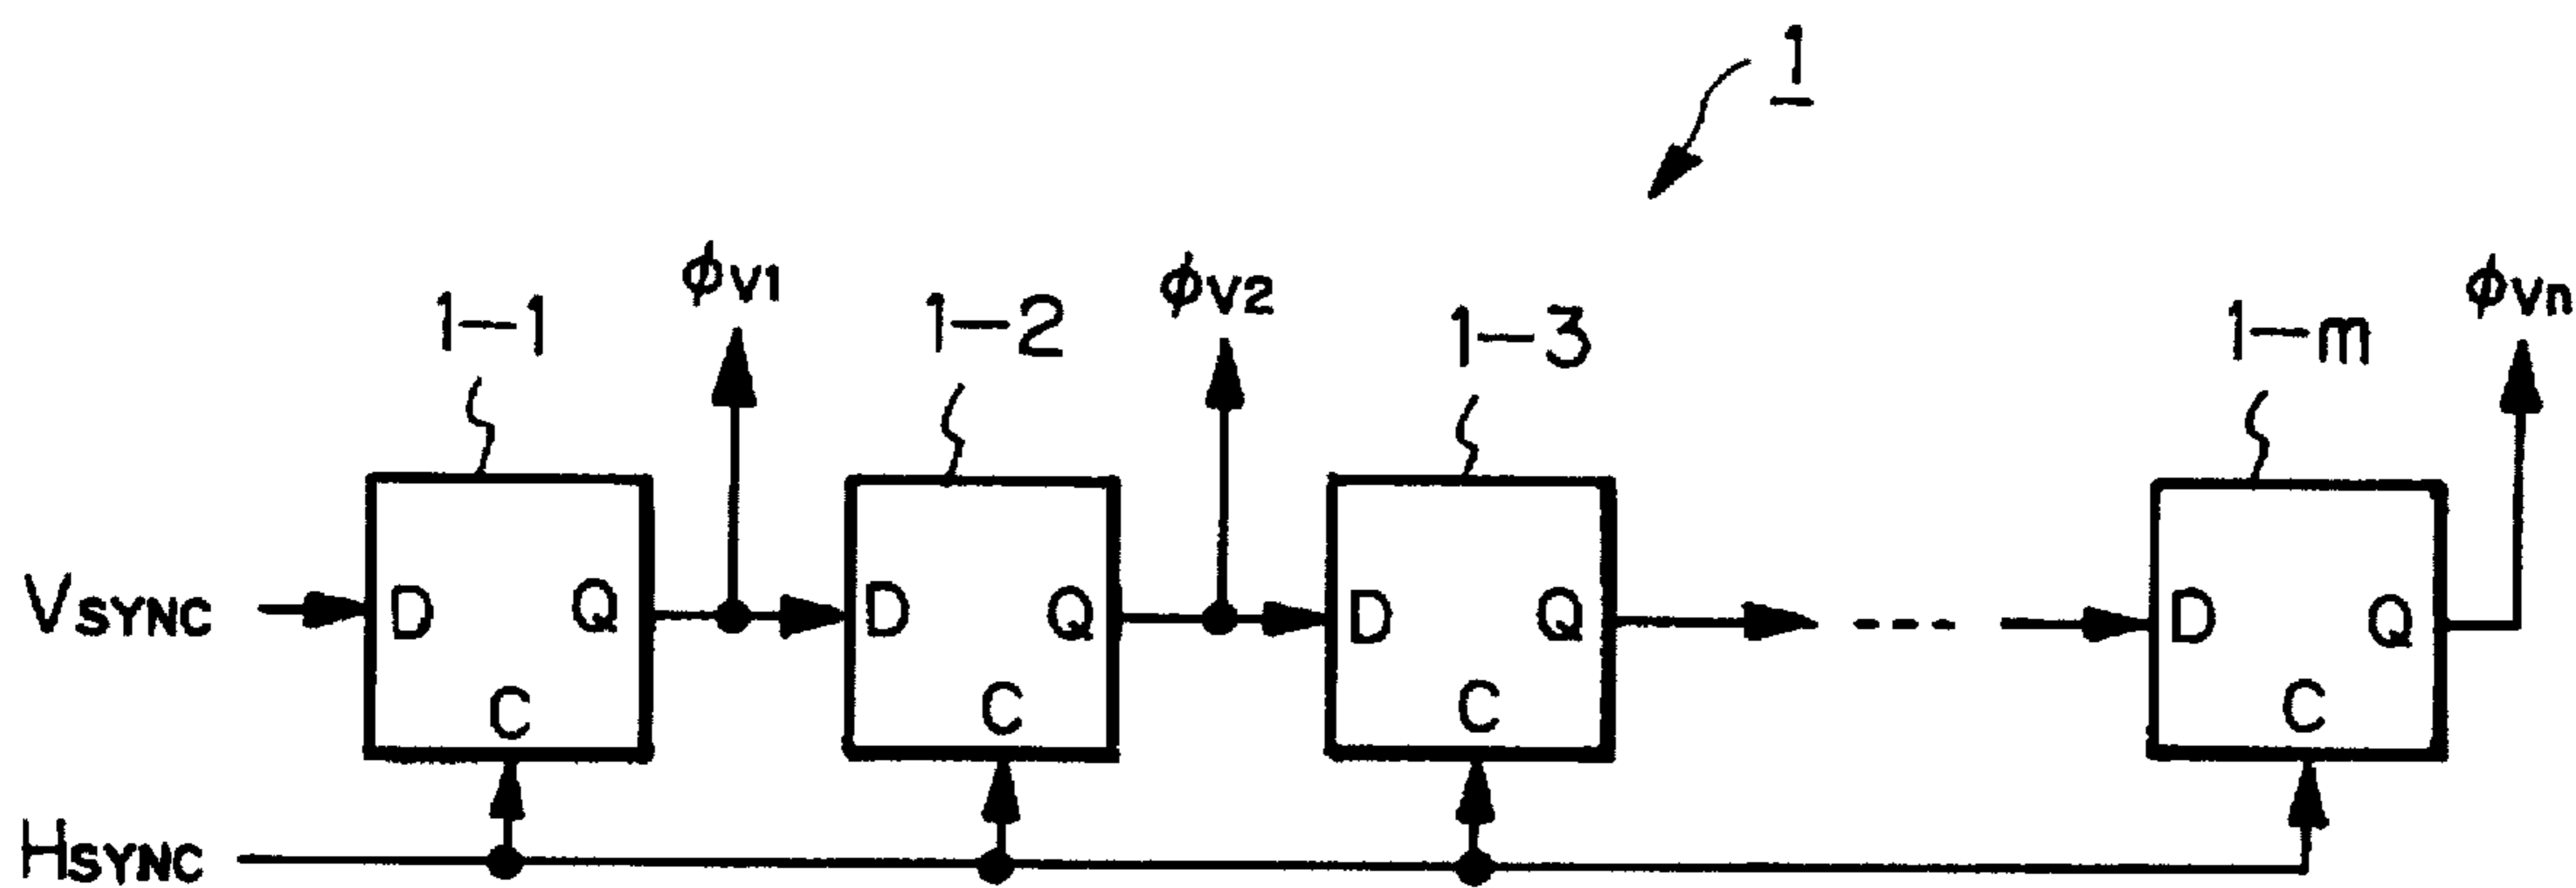 1
φV1
φV2
φVn
1-1
1-2
1-3
1-m
VSYNC
D
Q
D
Q
D
Q
---
D
Q
C
C
C
C
HSYNC